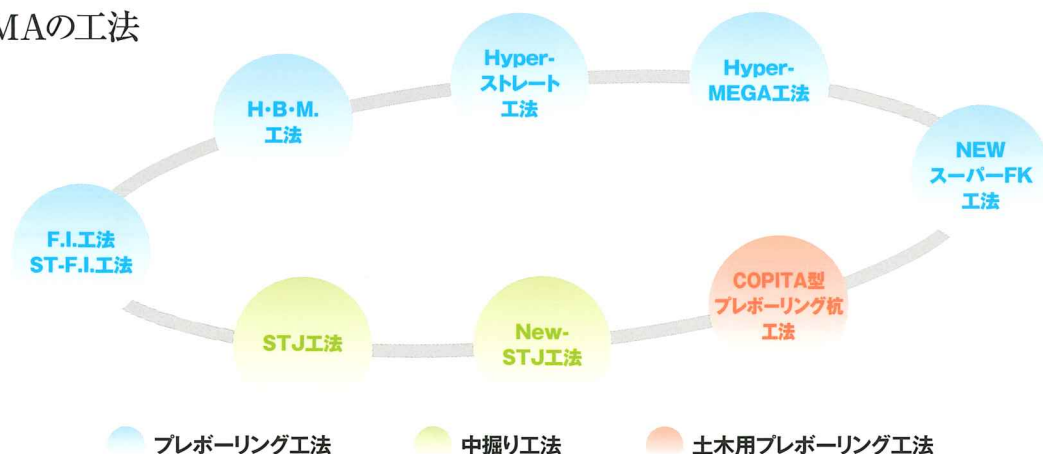 MAの工法
Hyper-
ストレート
工法
Hyper-
MEGA工法
H・B・M.
工法
NEW
スーパーFK
工法
F.I.工法
ST-F.I.工法
COPITA型
プレボーリング杭
工法
STJ工法
New-
STJ工法
プレボーリング工法
中掘り工法
土木用プレボーリング工法